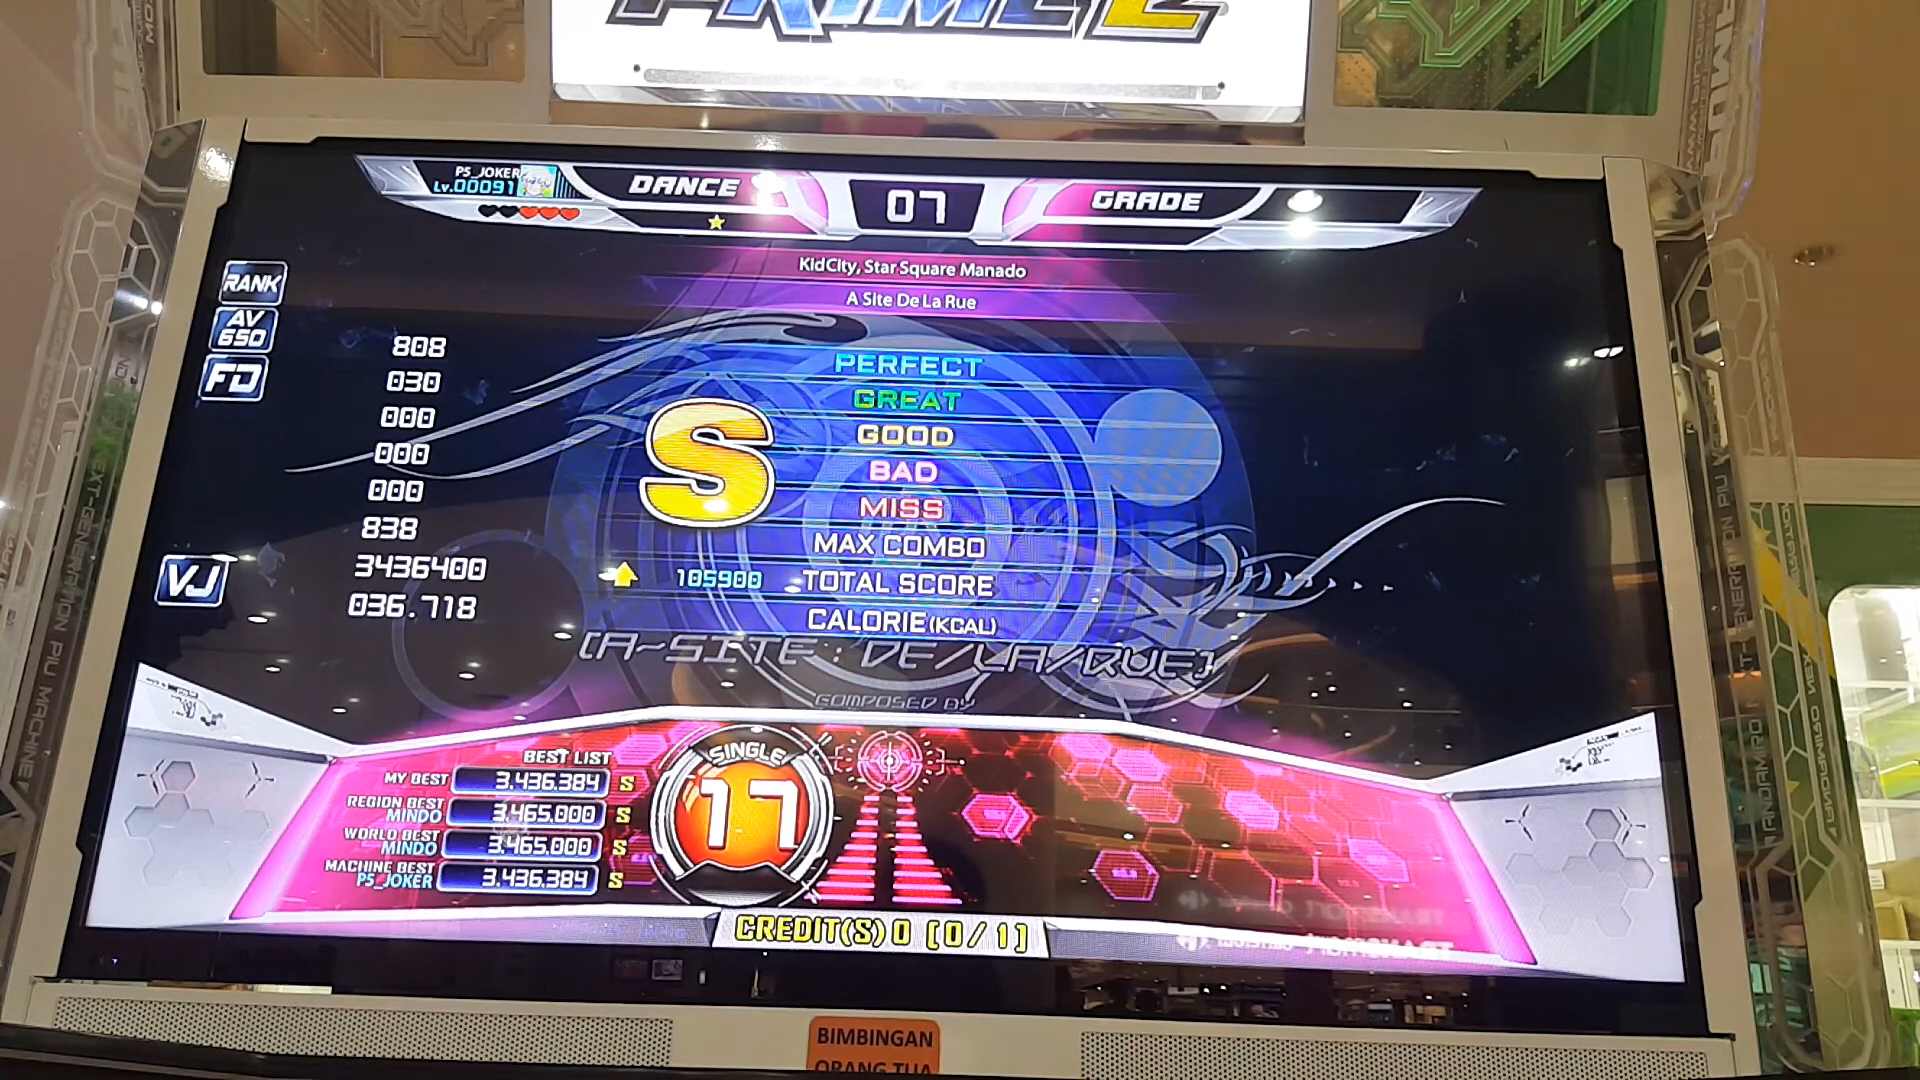 PRIME 2
P5_JOKER
Lv.00091
DANCE
07
GRADE
KidCity, Star Square Manado
A Site De La Rue
RANK
AV
650
FD
VJ
808 PERFECT
030 GREAT
000 GOOD
000 BAD
000 MISS
838 MAX COMBO
3436400 105900 TOTAL SCORE
036.718 CALORIE(KCAL)
S
[A-SITE:DE/LA/RUE]
COMPOSED BY
BEST LIST
MY BEST 3.436.384 S
REGION BEST
MINDO 3.465.000 S
WORLD BEST
MINDO 3.465.000 S
MACHINE BEST
P5_JOKER 3.436.384 S
SINGLE
17
CREDIT(S) 0 [0/1]
BIMBINGAN
ORANG TUA